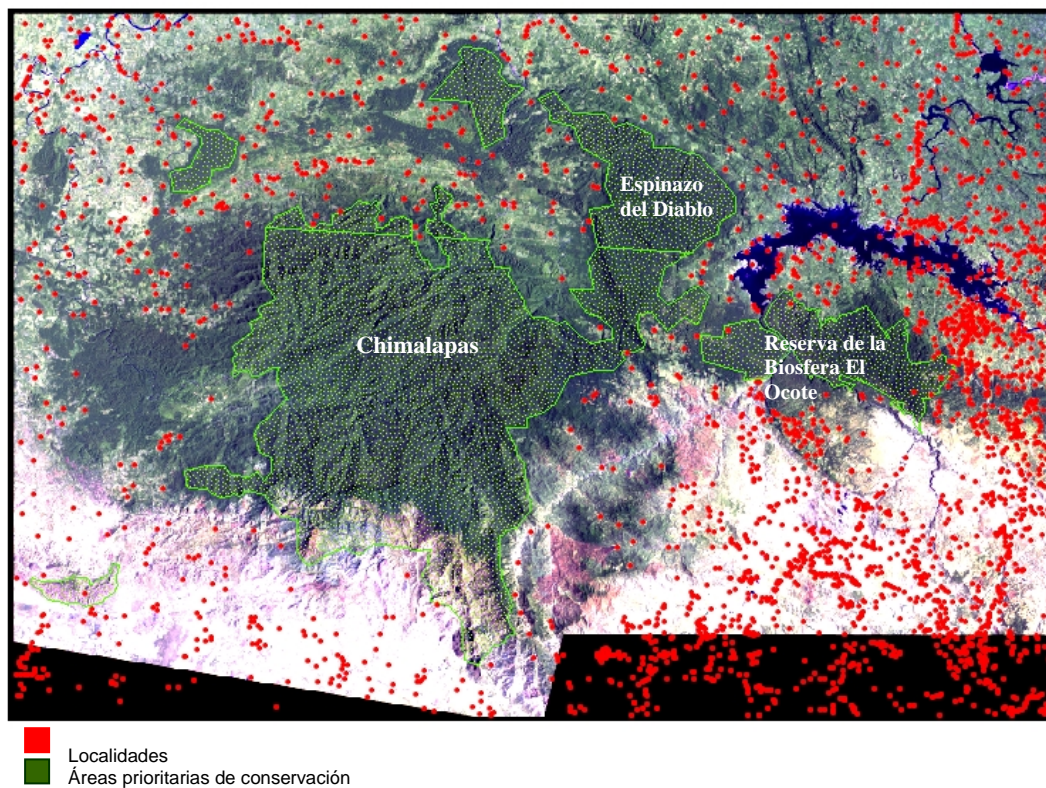 Espinazo
del Diablo
Chimalapas
Reserva de la
Biosfera El
Ocote
Localidades
Áreas prioritarias de conservación